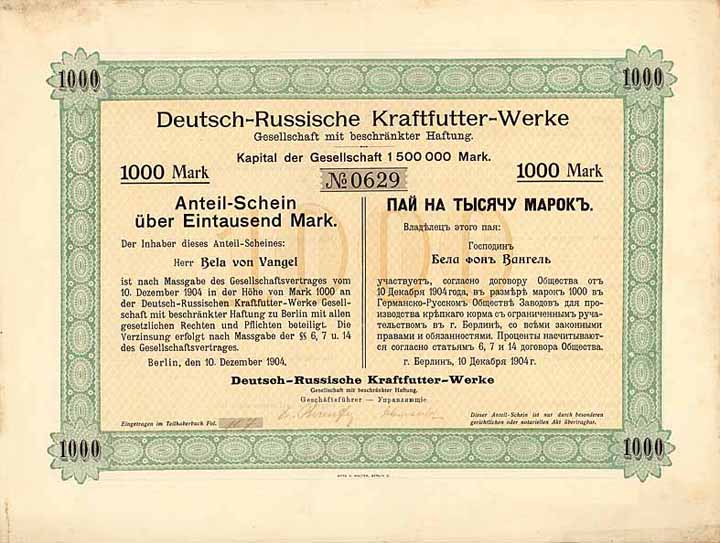 1000 1000
Deutsch-Russische Kraftfutter-Werke
Gesellschaft mit beschränkter Haftung.
Kapital der Gesellschaft 1 500 000 Mark.
1000 Mark
1000 Mark
№ 0629
Anteil-Schein
über Eintausend Mark.
Der Inhaber dieses Anteil-Scheines:
Herr Bela von Vangel
ist nach Massgabe des Gesellschaftsvertrages vom
10. Dezember 1904 in der Höhe von Mark 1000 an
der Deutsch-Russischen Kraftfutter-Werke Gesell-
schaft mit beschränkter Haftung zu Berlin mit allen
gesetzlichen Rechten und Pflichten beteiligt. Die
Verzinsung erfolgt nach Massgabe der §§ 6, 7 u. 14
des Gesellschaftsvertrages.
Berlin, den 10. Dezember 1904.
ПАЙ НА ТЫСЯЧУ МАРОКЪ.
Владѣлецъ этого пая:
Господинъ
Бела фонъ Вангель
участвуетъ, согласно договору Общества отъ
10 Декабря 1904 года, въ размѣрѣ марокъ 1000 въ
Германско-Русскомъ Обществѣ Заводовъ для про-
изводства крѣпкаго корма съ ограниченнымъ руча-
тельствомъ въ г. Берлинѣ, со всѣми законными
правами и обязанностями. Проценты насчитывают-
ся согласно статьямъ 6, 7 и 14 договора Общества.
г. Берлинъ, 10 Декабря 1904 г.
Deutsch-Russische Kraftfutter-Werke
Gesellschaft mit beschränkter Haftung.
Geschäftsführer — Управляющіе.
Eingetragen im Teilhaberbuch Fol.
Dieser Anteil-Schein ist nur durch besonderen
gerichtlichen oder notariellen Akt übertragbar.
1000 1000
OTTO H. WALTER, BERLIN S.